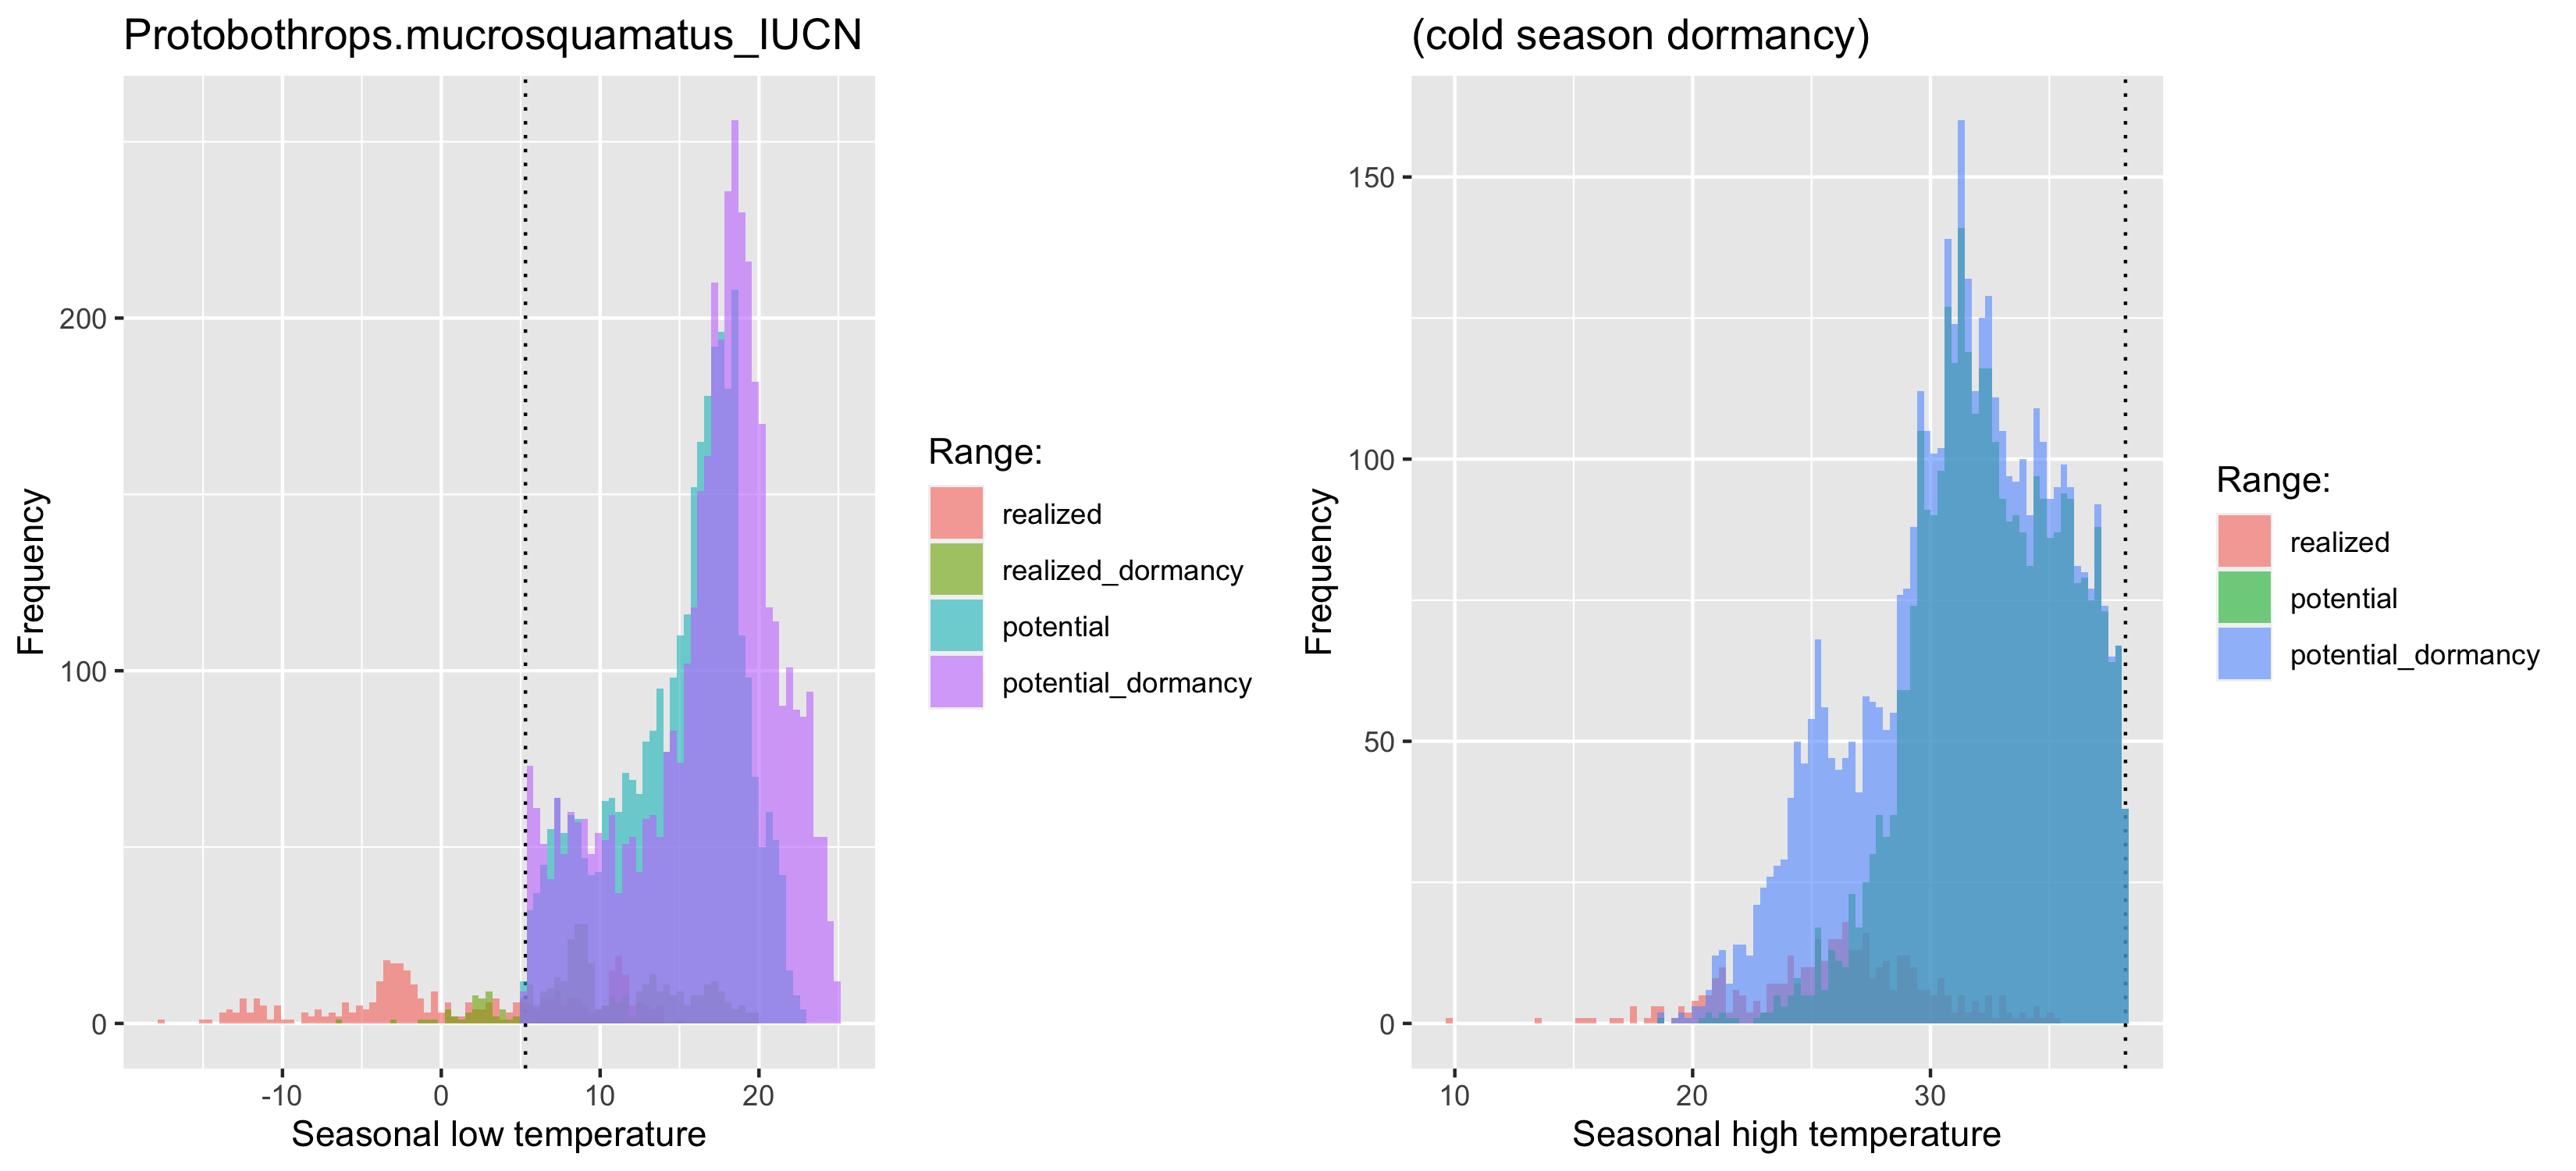 Protobothrops.mucrosquamatus_IUCN
Frequency
200
100
0
-10 0 10 20
Seasonal low temperature
Range:
realized
realized_dormancy
potential
potential_dormancy
(cold season dormancy)
Frequency
150
100
50
0
10 20 30
Seasonal high temperature
Range:
realized
potential
potential_dormancy